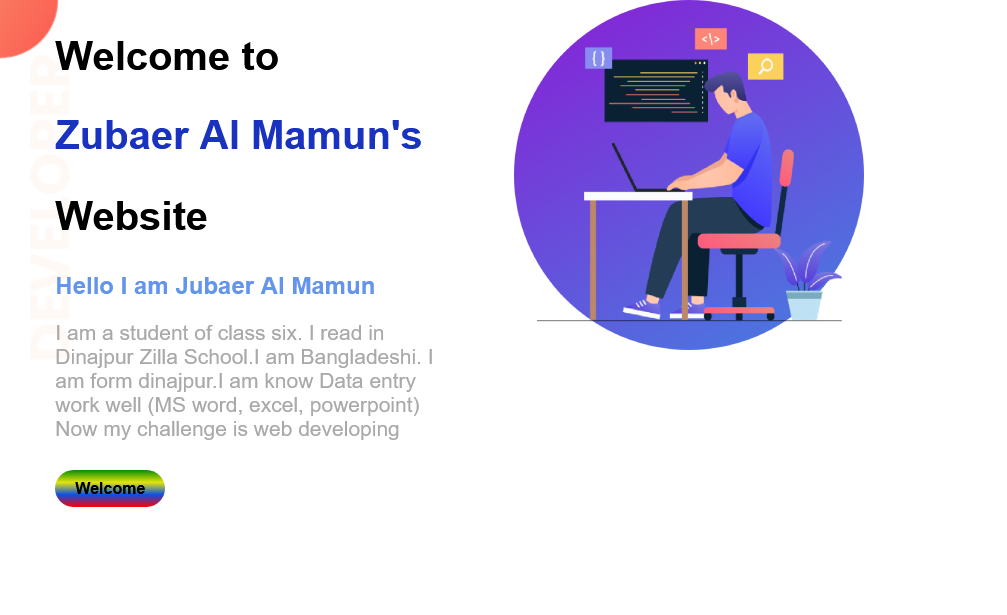 Welcome to
Zubaer Al Mamun's
Website
DEVELOPER
Hello I am Jubaer Al Mamun
I am a student of class six. I read in
Dinajpur Zilla School.I am Bangladeshi. I
am form dinajpur.I am know Data entry
work well (MS word, excel, powerpoint)
Now my challenge is web developing
Welcome
{ }
<\>